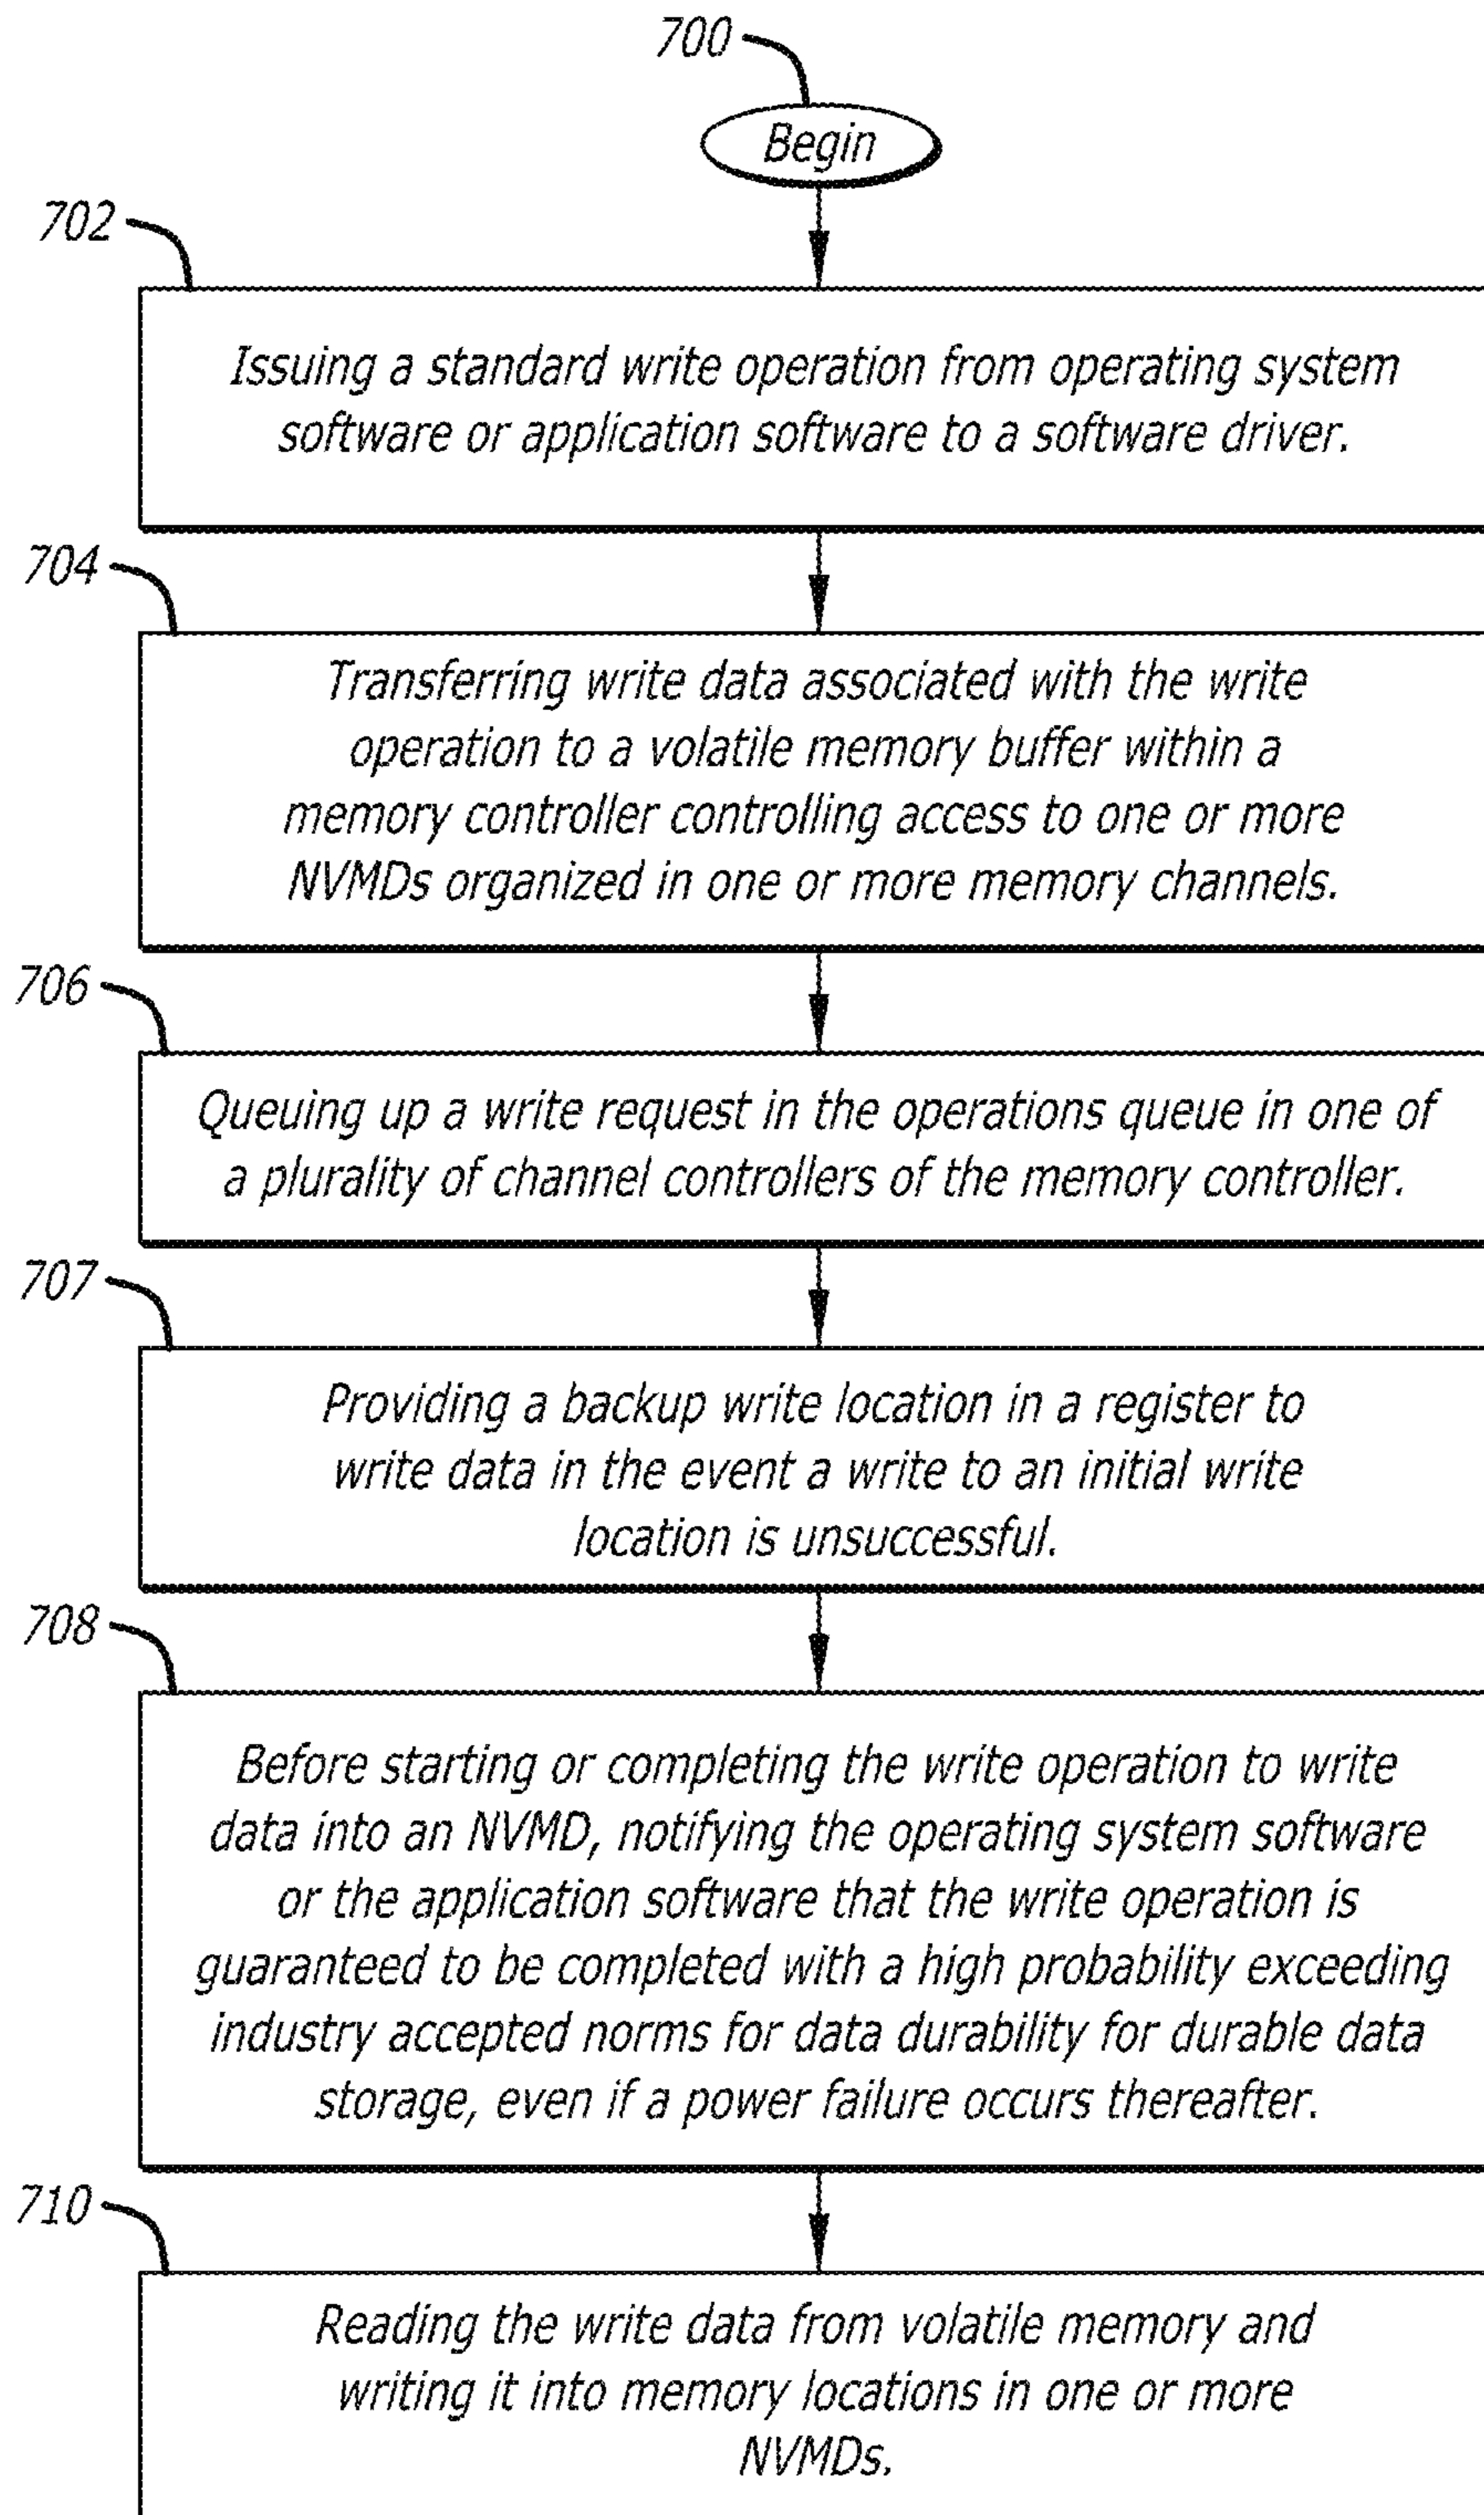 700
Begin
702
Issuing a standard write operation from operating system
software or application software to a software driver.
704
Transferring write data associated with the write
operation to a volatile memory buffer within a
memory controller controlling access to one or more
NVMDs organized in one or more memory channels.
706
Queuing up a write request in the operations queue in one of
a plurality of channel controllers of the memory controller.
707
Providing a backup write location in a register to
write data in the event a write to an initial write
location is unsuccessful.
708
Before starting or completing the write operation to write
data into an NVMD, notifying the operating system software
or the application software that the write operation is
guaranteed to be completed with a high probability exceeding
industry accepted norms for data durability for durable data
storage, even if a power failure occurs thereafter.
710
Reading the write data from volatile memory and
writing it into memory locations in one or more
NVMDs.